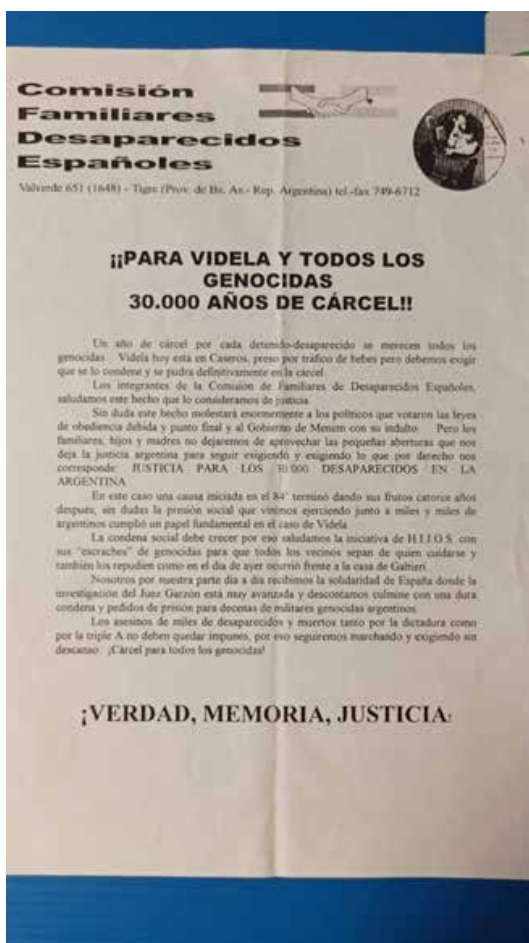 Comisión
Familiares
Desaparecidos
Españoles
Valverde 651 (1648) - Tigre (Prov. de Bs. As.- Rep. Argentina) tel.-fax 749-6712
¡¡PARA VIDELA Y TODOS LOS
GENOCIDAS
30.000 AÑOS DE CÁRCEL!!
Un año de cárcel por cada detenido-desaparecido se merecen todos los
genocidas. Videla hoy esta en Caseros, preso por tráfico de bebes pero debemos exigir
que se lo condene y se pudra definitivamente en la cárcel.
Los integrantes de la Comisión de Familiares de Desaparecidos Españoles,
saludamos este hecho que lo consideramos de justicia.
Sin duda este hecho molestará enormemente a los políticos que votaron las leyes
de obediencia debida y punto final y al Gobierno de Menem con su indulto. Pero los
familiares, hijos y madres no dejaremos de aprovechar las pequeñas aberturas que nos
deja la justicia argentina para seguir exigiendo y exigiendo lo que por derecho nos
corresponde: JUSTICIA PARA LOS 30.000 DESAPARECIDOS EN LA
ARGENTINA
En este caso una causa iniciada en el 84' terminó dando sus frutos catorce años
después, sin dudas la presión social que vinimos ejerciendo junto a miles y miles de
argentinos cumplió un papel fundamental en el caso de Videla.
La condena social debe crecer por eso saludamos la iniciativa de H.I.J.O.S. con
sus "escraches" de genocidas para que todos los vecinos sepan de quien cuidarse y
también los repudien como en el día de ayer ocurrió frente a la casa de Galtieri.
Nosotros por nuestra parte día a día recibimos la solidaridad de España donde la
investigación del Juez Garzón está muy avanzada y descontamos culmine con una dura
condena y pedidos de prisión para decenas de militares genocidas argentinos.
Los asesinos de miles de desaparecidos y muertos tanto por la dictadura como
por la triple A no deben quedar impunes, por eso seguiremos marchando y exigiendo sin
descanso: ¡Cárcel para todos los genocidas!
¡VERDAD, MEMORIA, JUSTICIA!